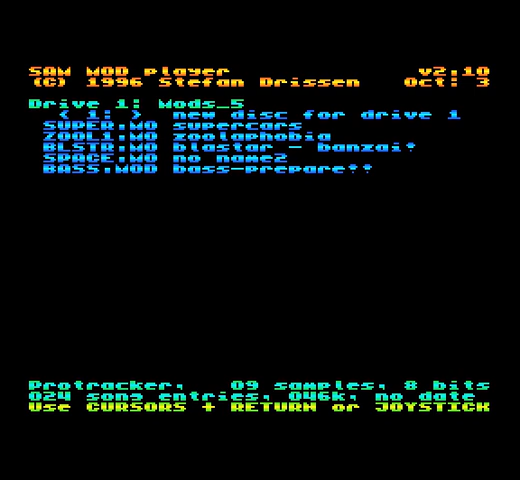 SAM MOD player v2.10
(C) 1996 Stefan Drissen Oct: 3
Drive 1: Mods_5
( 1: ) new disc for drive 1
SUPER.MO supercars
ZOOL1.MO zoolophobia
BLSTR.MO blastar - banzai!
SPACE.MO no name2
BASS.MOD bass-prepare!!
Protracker, 09 samples, 8 bits
024 song entries, 046k, no date
Use CURSORS + RETURN or JOYSTICK